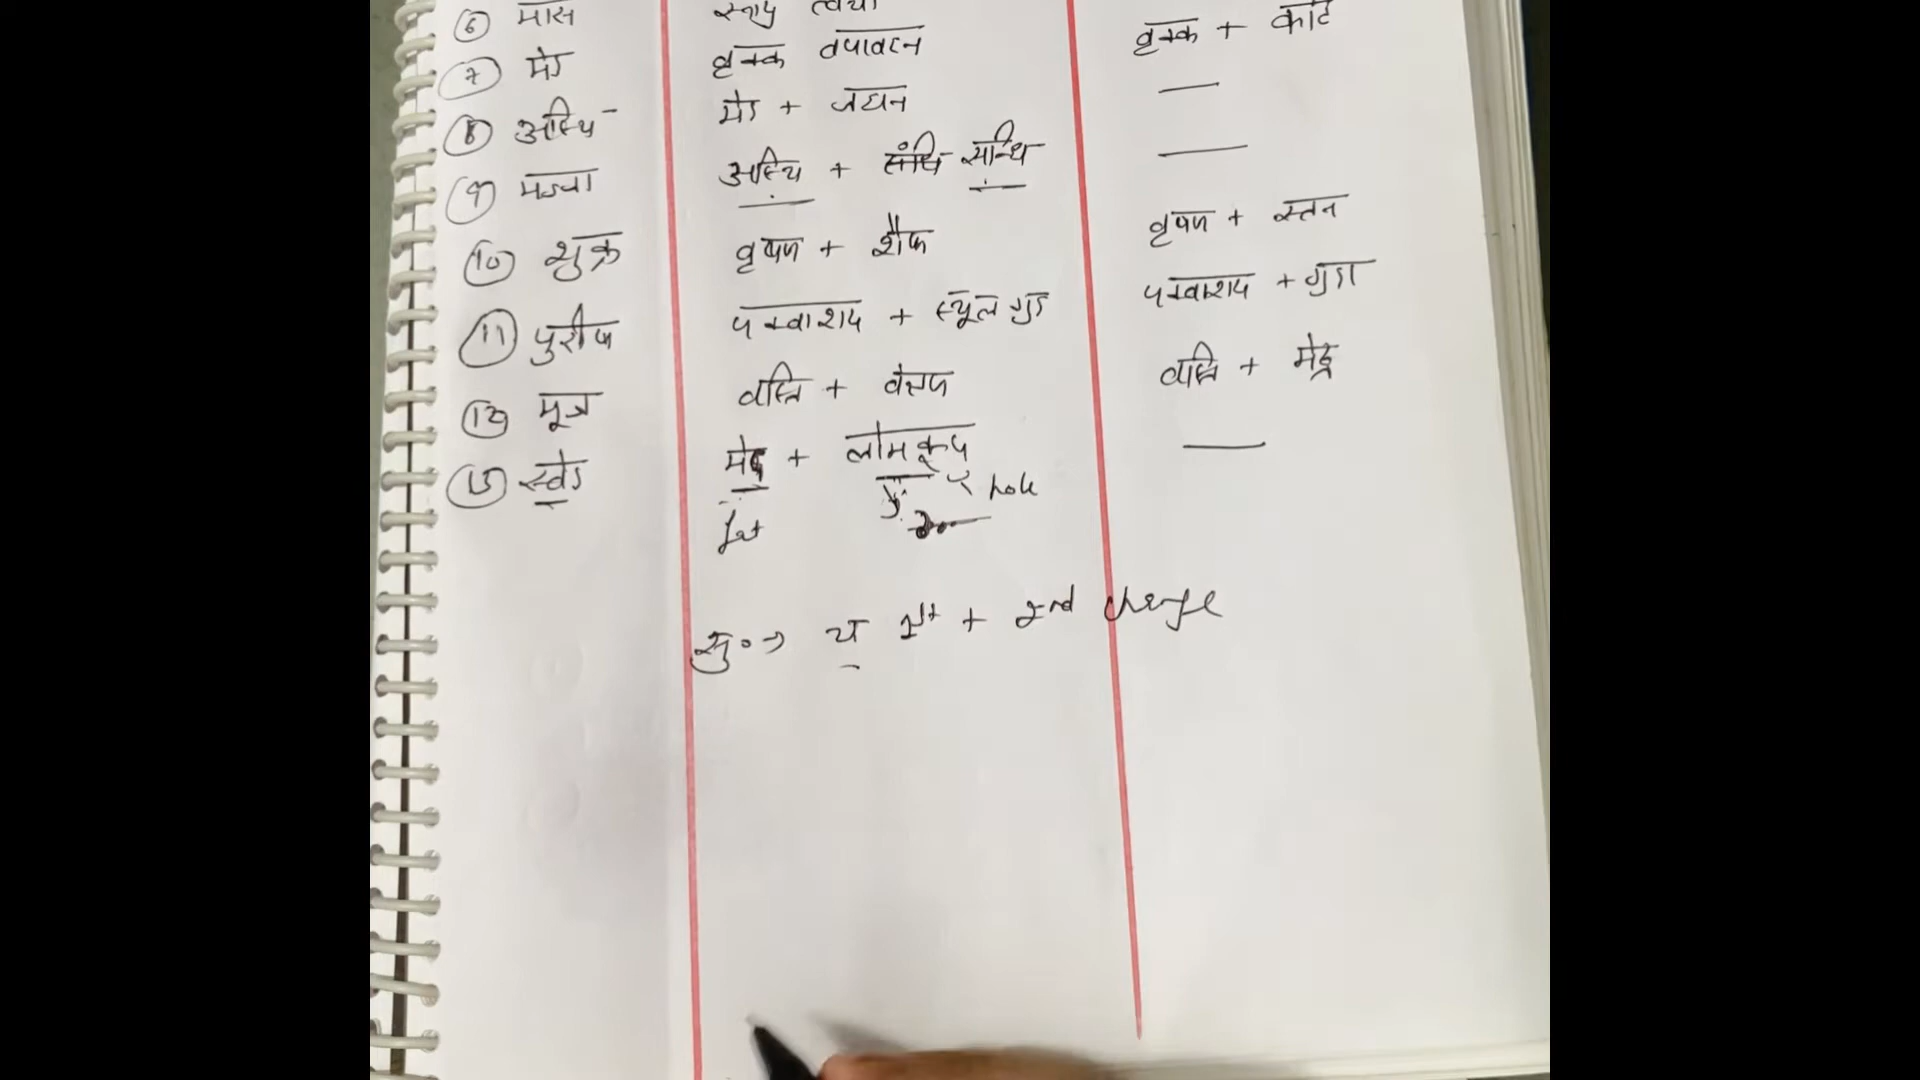 ⑥ मांस स्नायु त्वचा
⑦ मेद वृक्क वपावहन वृक्क + कटि
⑧ अस्थि मेद + जघन —
⑨ मज्जा अस्थि + संधि सन्धि —
⑩ शुक्र वृषण + शेफ वृषण + स्तन
⑪ पुरीष पक्वाशय + स्थूल गुद पक्वाशय + गुदा
⑫ मूत्र वस्ति + वंक्षण वस्ति + मेढ्र
⑬ स्वेद मेद + लोमकूप —
fat hole
सु० → य 1st + 2nd change